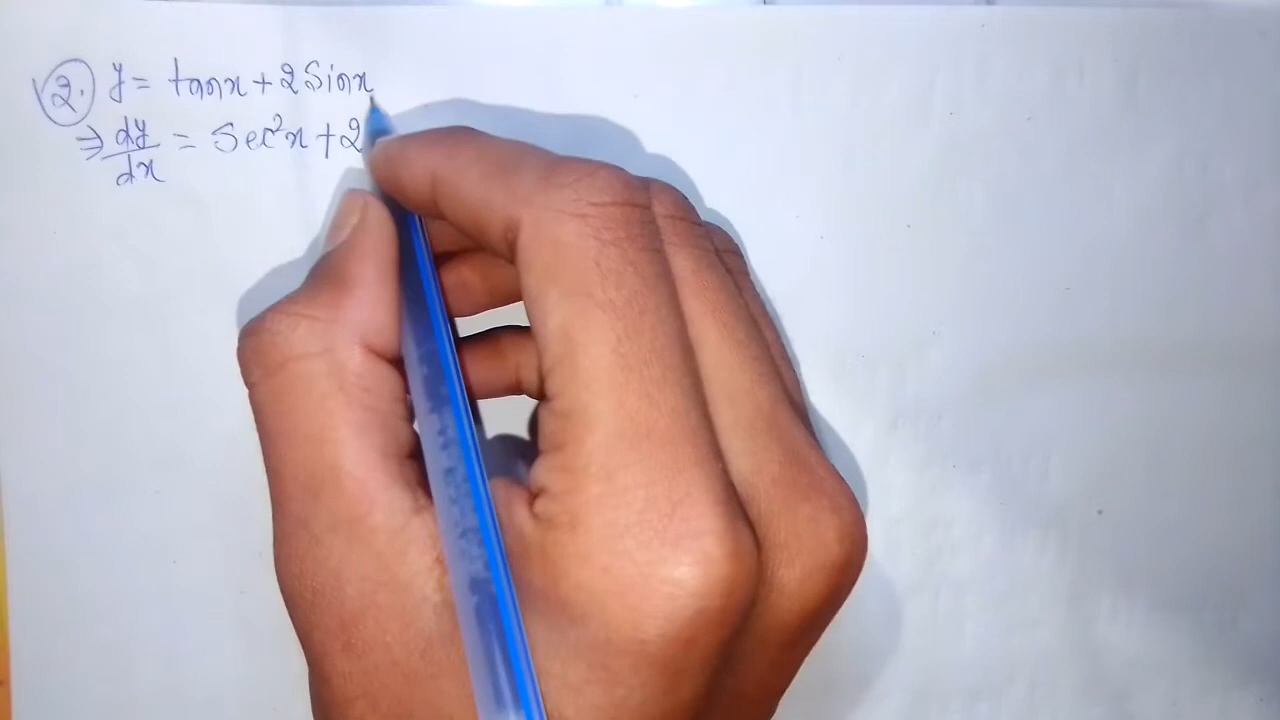 2. y = tanx + 2 Sinx
⇒ dy/dx = Sec²x + 2